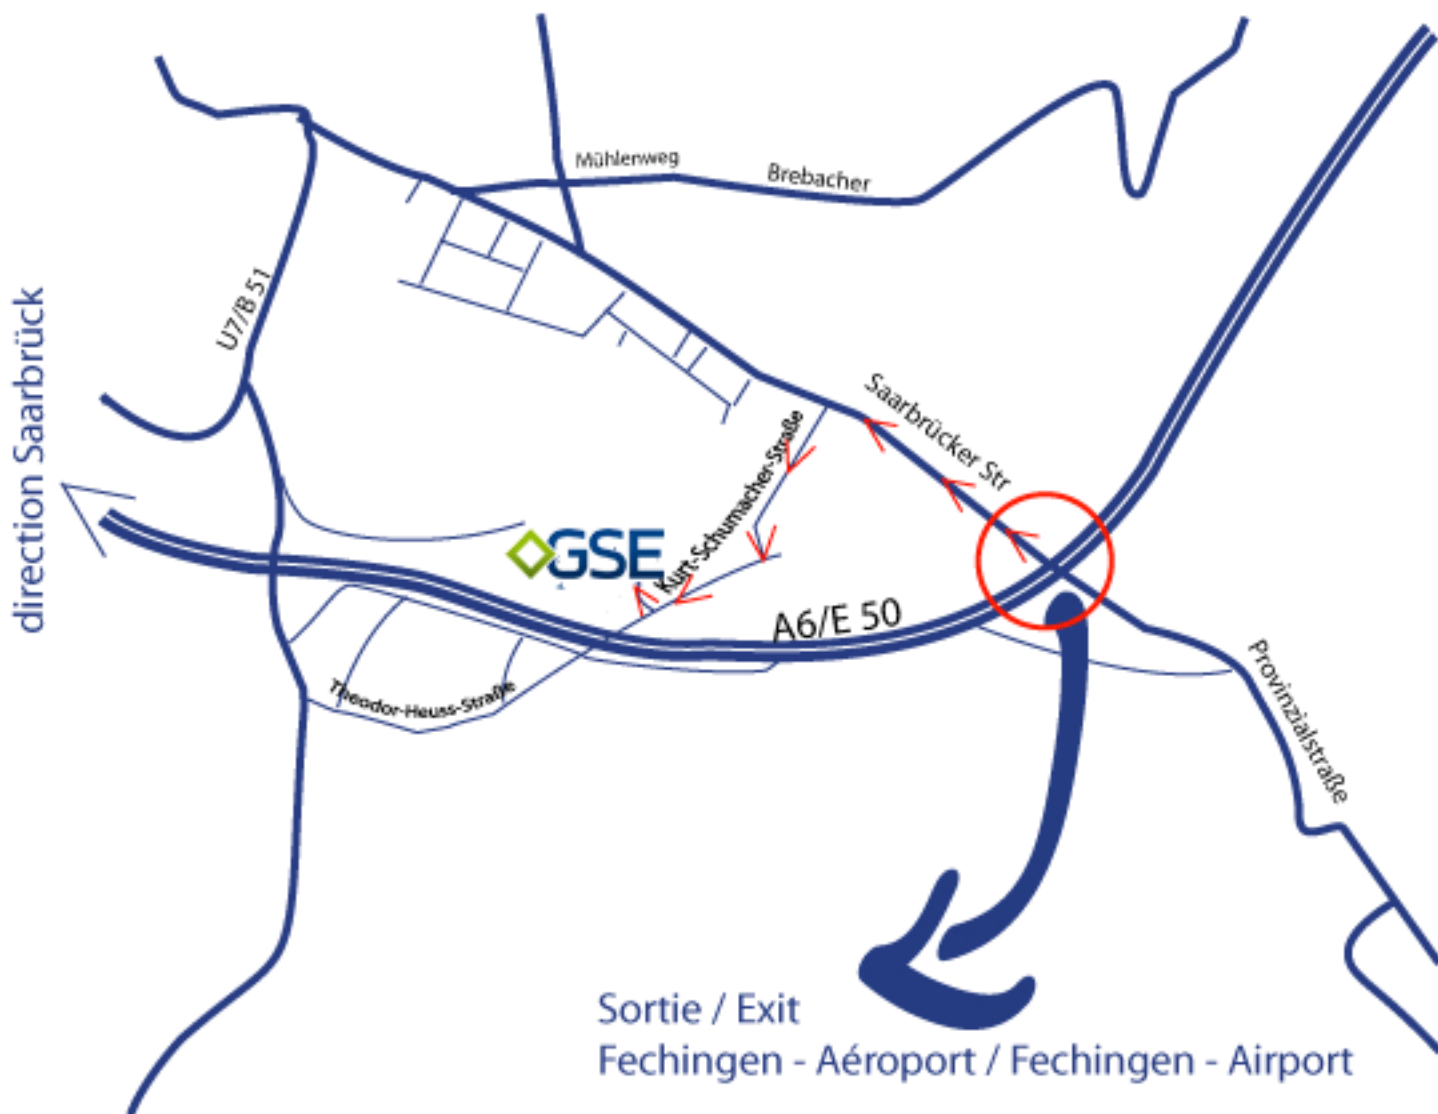 Mühlenweg
Brebacher
U7/B 51
direction Saarbrück
Saarbrücker Str
Kurt-Schumacher-Straße
GSE
A6/E 50
Theodor-Heuss-Straße
Provinzialstraße
Sortie / Exit
Fechingen - Aéroport / Fechingen - Airport